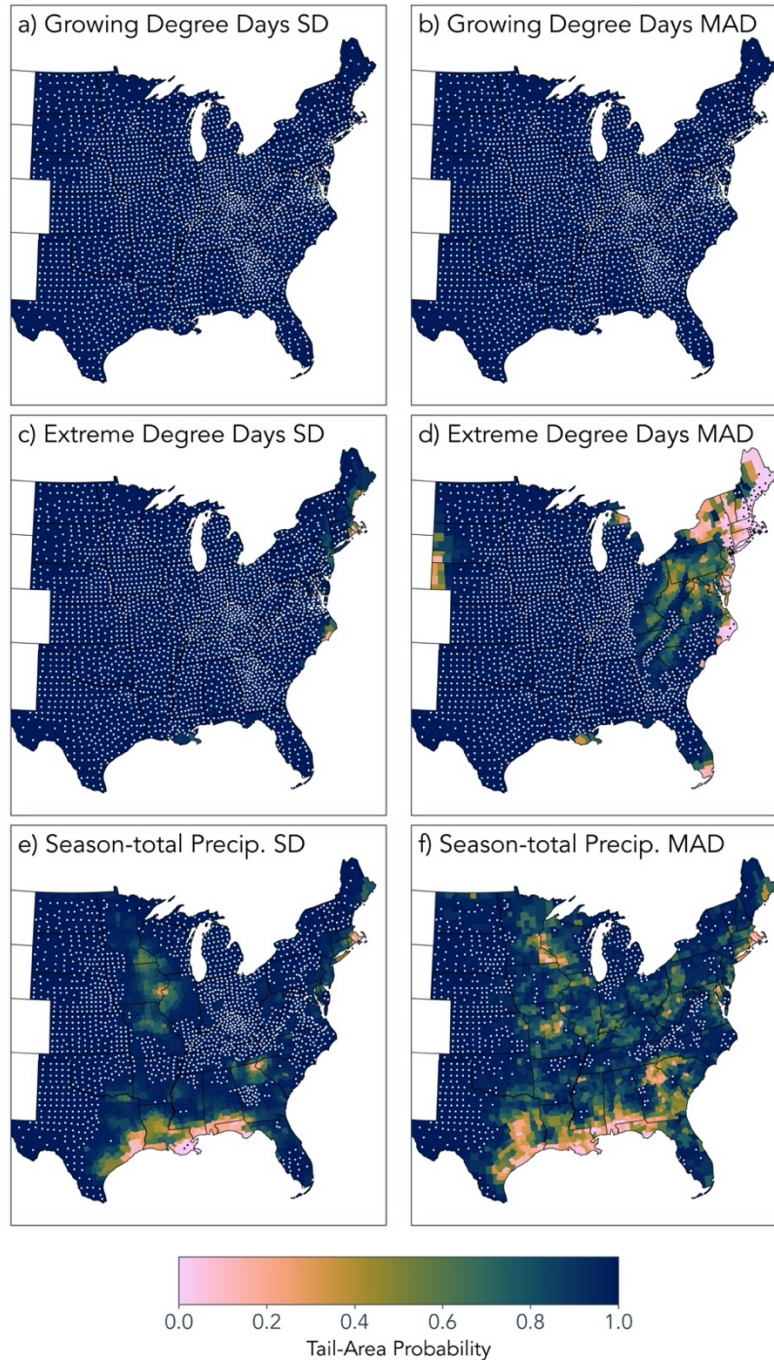 a) Growing Degree Days SD
b) Growing Degree Days MAD
c) Extreme Degree Days SD
d) Extreme Degree Days MAD
e) Season-total Precip. SD
f) Season-total Precip. MAD
0.0 0.2 0.4 0.6 0.8 1.0
Tail-Area Probability